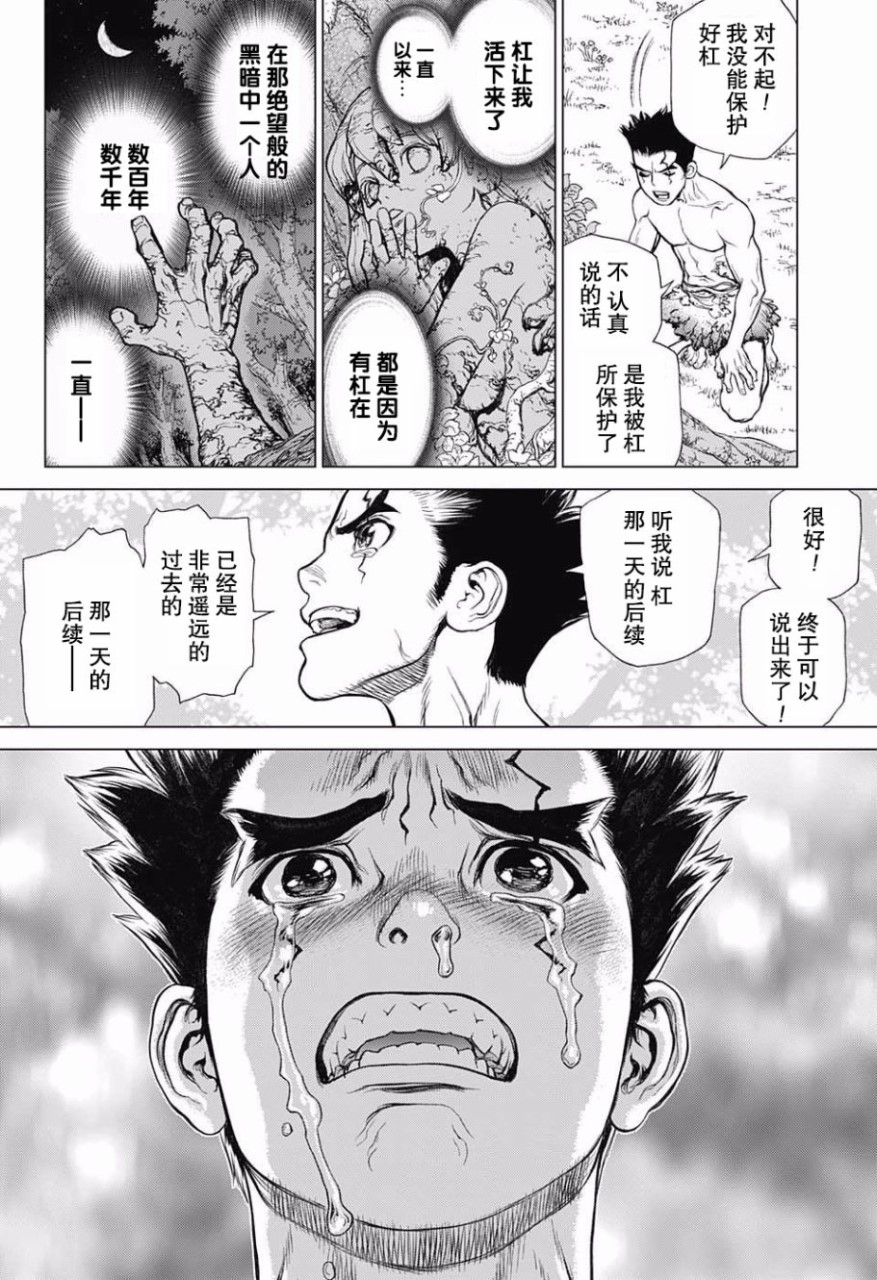 对不起！
我没能保护
好杠
不 认真
说的话
是我被杠
所保护了
杠让我
活下来了
一直
以来…
都是因为
有杠在
在那绝望般的
黑暗中一个人
数百年
数千年
一直——
很好！
终于可以
说出来了！
听我说 杠
那一天的后续
已经是
非常遥远的
过去的
那一天的
后续——